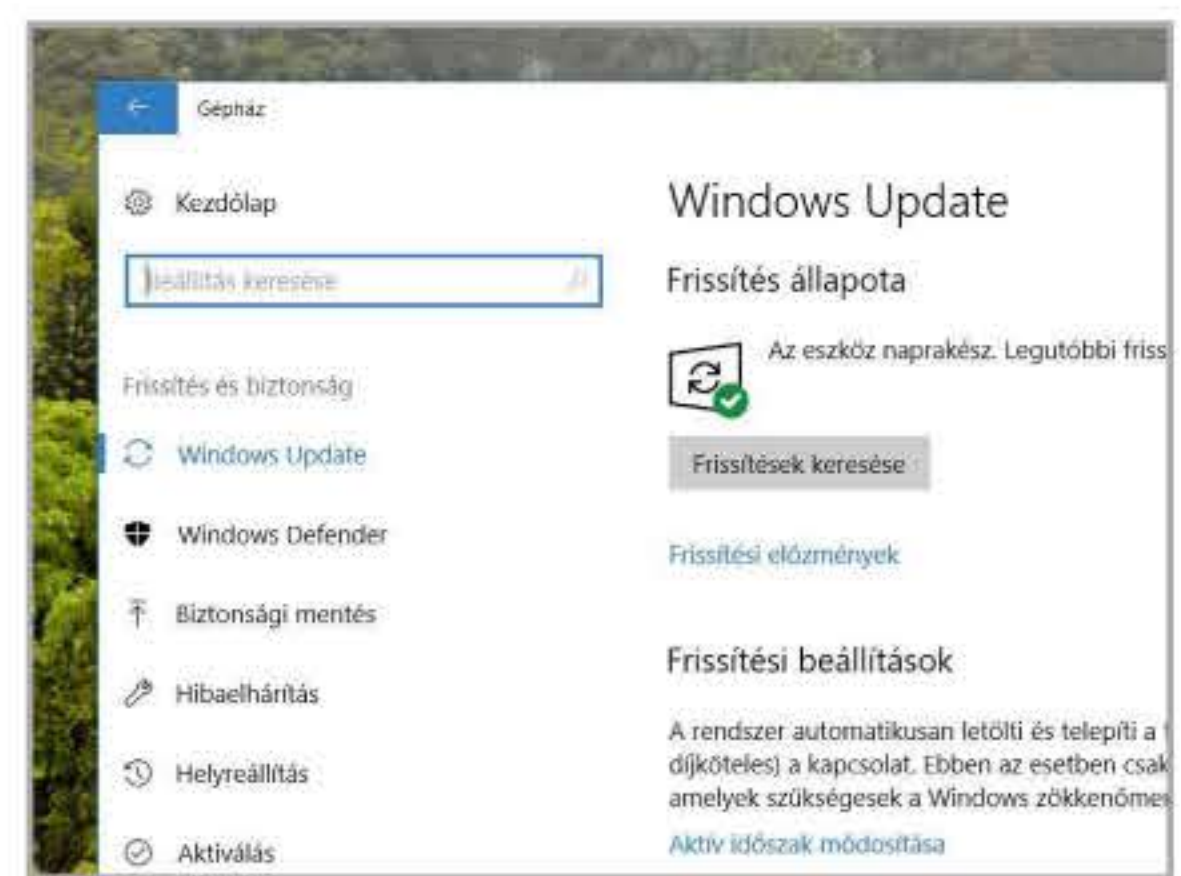 Gépház
Kezdőlap
Beállítás keresése
Frissítés és biztonság
Windows Update
Windows Defender
Biztonsági mentés
Hibaelhárítás
Helyreállítás
Aktiválás
Windows Update
Frissítés állapota
Az eszköz naprakész. Legutóbbi friss
Frissítések keresése
Frissítési előzmények
Frissítési beállítások
A rendszer automatikusan letölti és telepíti a
díjköteles) a kapcsolat. Ebben az esetben csak
amelyek szükségesek a Windows zökkenőme
Aktív időszak módosítása